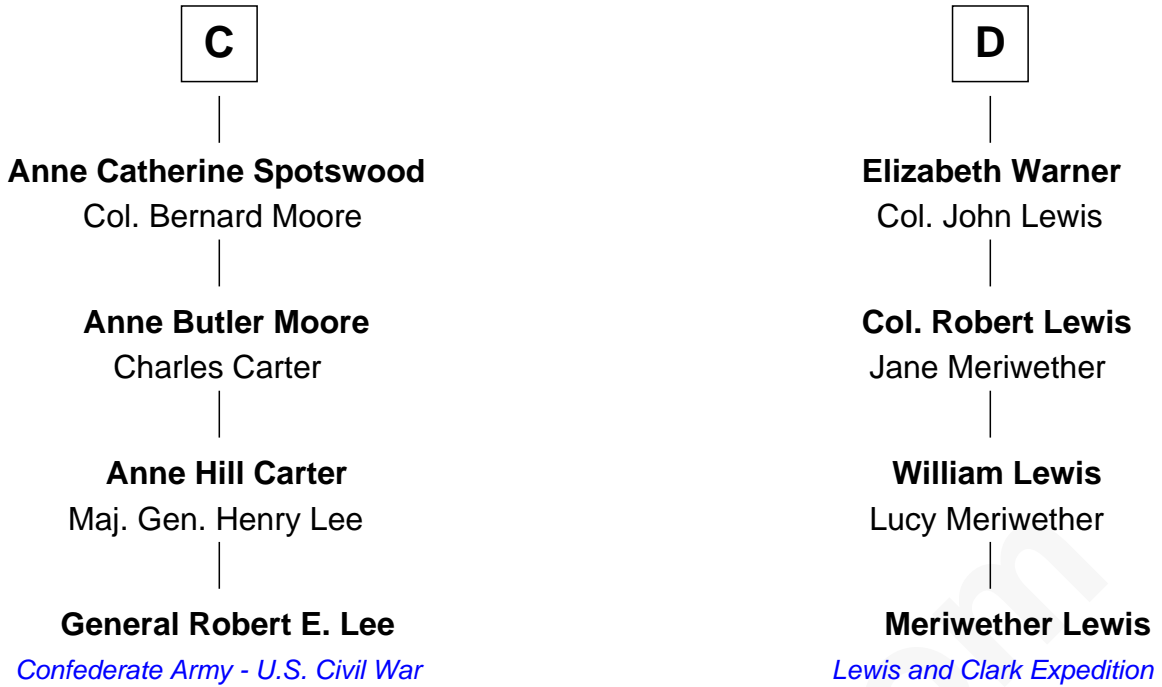 C
Anne Catherine Spotswood
Col. Bernard Moore
Anne Butler Moore
Charles Carter
Anne Hill Carter
Maj. Gen. Henry Lee
General Robert E. Lee
Confederate Army - U.S. Civil War
D
Elizabeth Warner
Col. John Lewis
Col. Robert Lewis
Jane Meriwether
William Lewis
Lucy Meriwether
Meriwether Lewis
Lewis and Clark Expedition